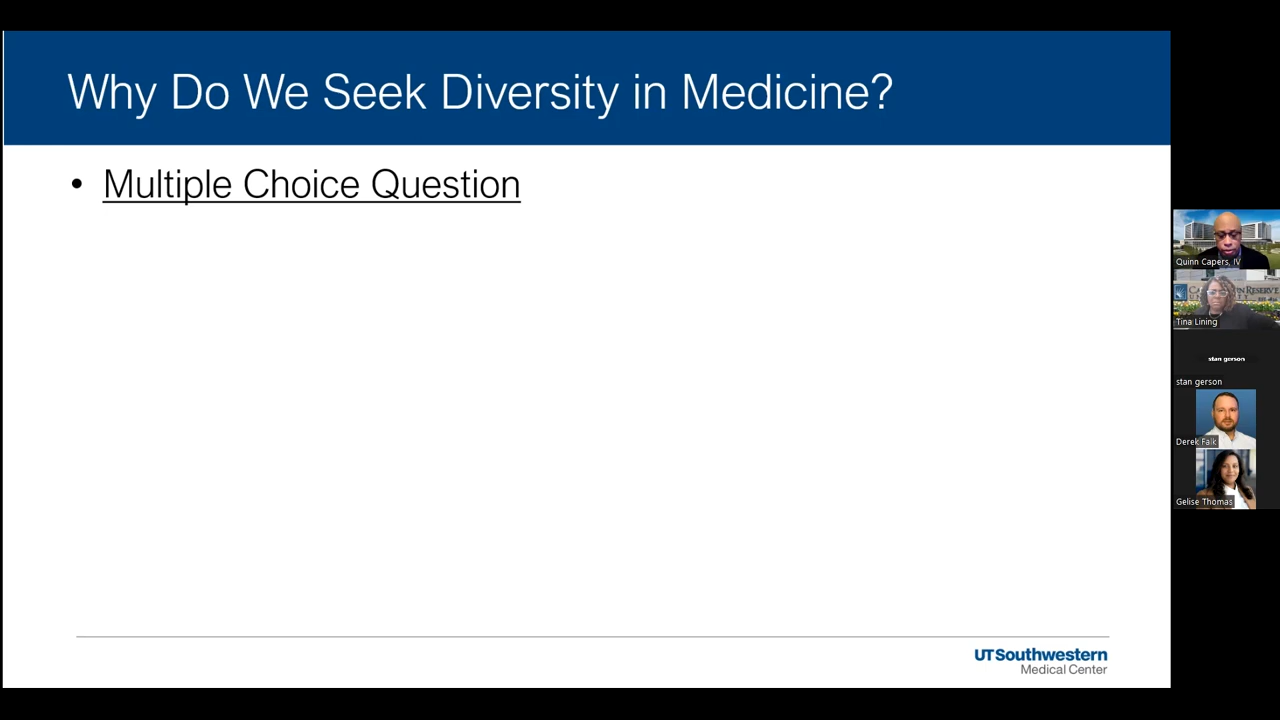 Why Do We Seek Diversity in Medicine?
• Multiple Choice Question
UTSouthwestern
Medical Center
Quinn Capers, IV
Tina Lining
stan gerson
stan gerson
Derek Falk
Gelise Thomas